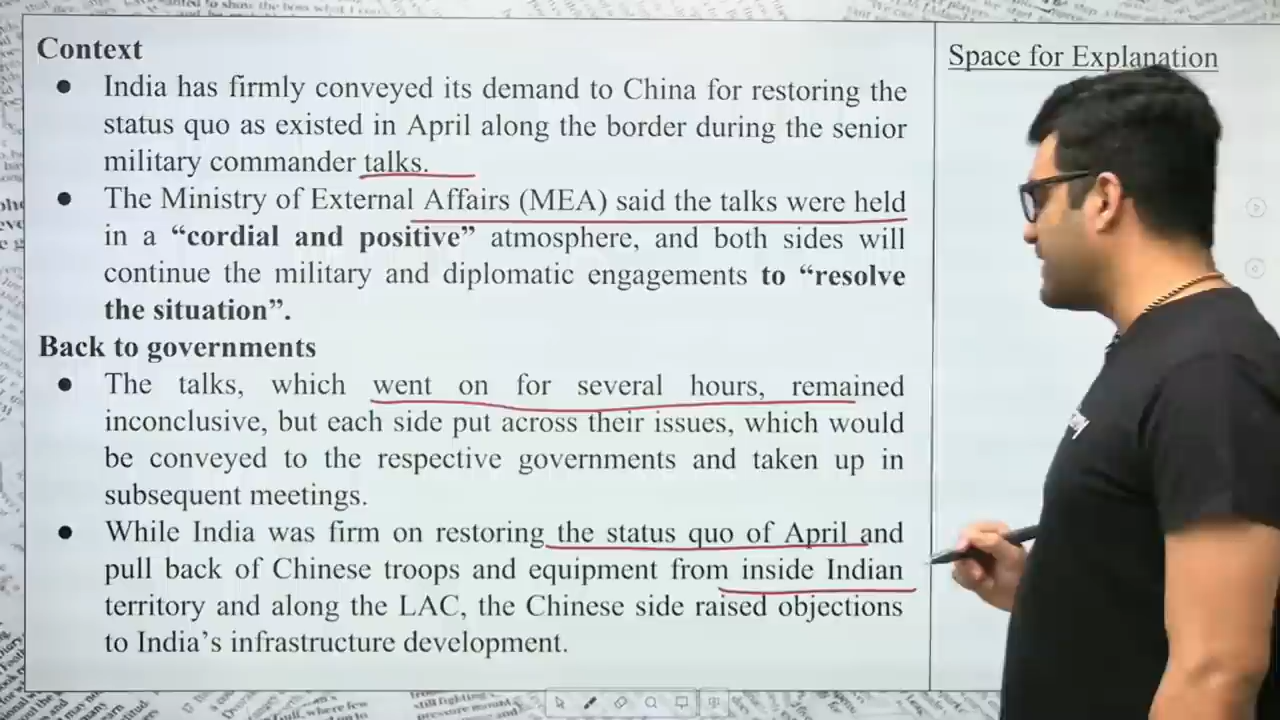 Context
Space for Explanation
● India has firmly conveyed its demand to China for restoring the
status quo as existed in April along the border during the senior
military commander talks.
● The Ministry of External Affairs (MEA) said the talks were held
in a “cordial and positive” atmosphere, and both sides will
continue the military and diplomatic engagements to “resolve
the situation”.
Back to governments
● The talks, which went on for several hours, remained
inconclusive, but each side put across their issues, which would
be conveyed to the respective governments and taken up in
subsequent meetings.
● While India was firm on restoring the status quo of April and
pull back of Chinese troops and equipment from inside Indian
territory and along the LAC, the Chinese side raised objections
to India’s infrastructure development.